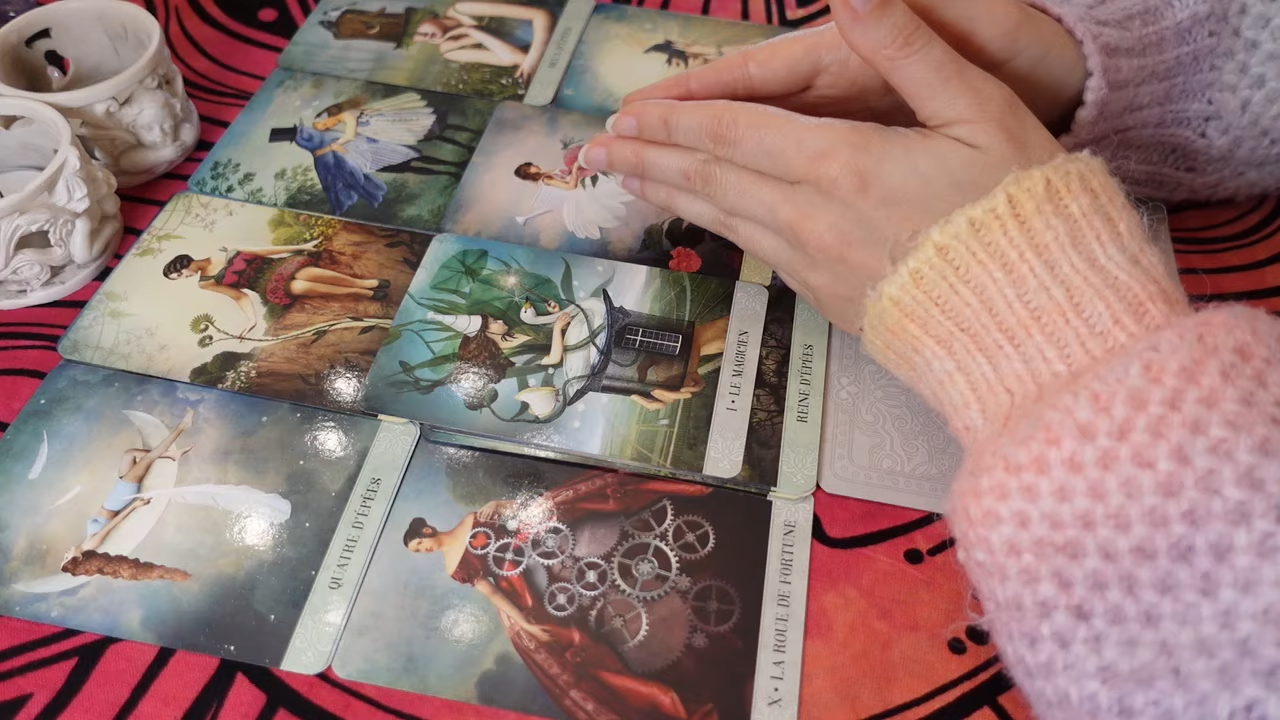 I • LE MAGICIEN
REINE D'ÉPÉES
QUATRE D'ÉPÉES
X • LA ROUE DE FORTUNE